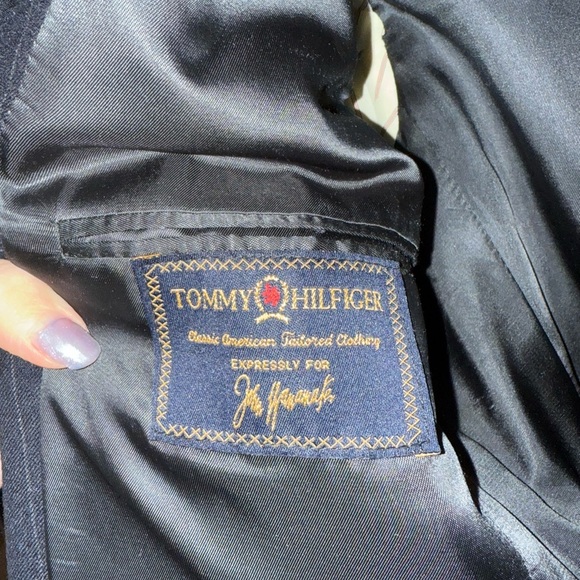 TOMMY HILFIGER
Classic American Tailored Clothing
EXPRESSLY FOR
John Wanamaker